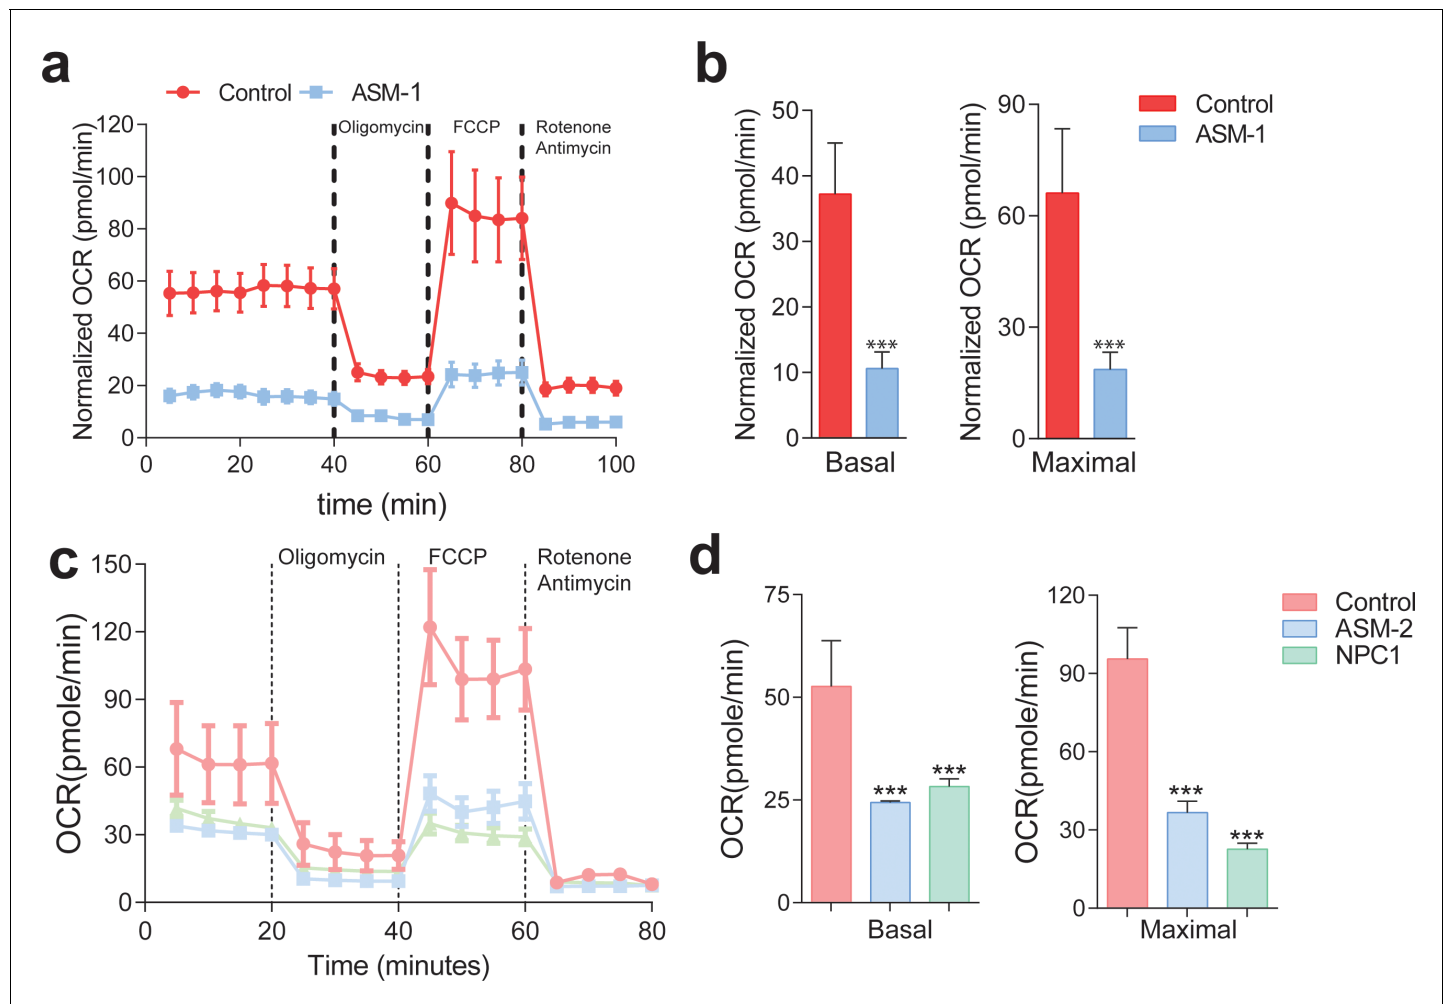 a
Control ASM-1
Normalized OCR (pmol/min)
120
100
80
60
40
20
0
Oligomycin
FCCP
Rotenone
Antimycin
0 20 40 60 80 100
time (min)
b
Normalized OCR (pmol/min)
50
40
30
20
10
0
***
Basal
Normalized OCR (pmol/min)
90
60
30
0
***
Maximal
Control
ASM-1
c
OCR(pmole/min)
150
120
90
60
30
0
Oligomycin
FCCP
Rotenone
Antimycin
0 20 40 60 80
Time (minutes)
d
OCR(pmole/min)
75
50
25
0
***
***
Basal
OCR(pmole/min)
120
90
60
30
0
***
***
Maximal
Control
ASM-2
NPC1